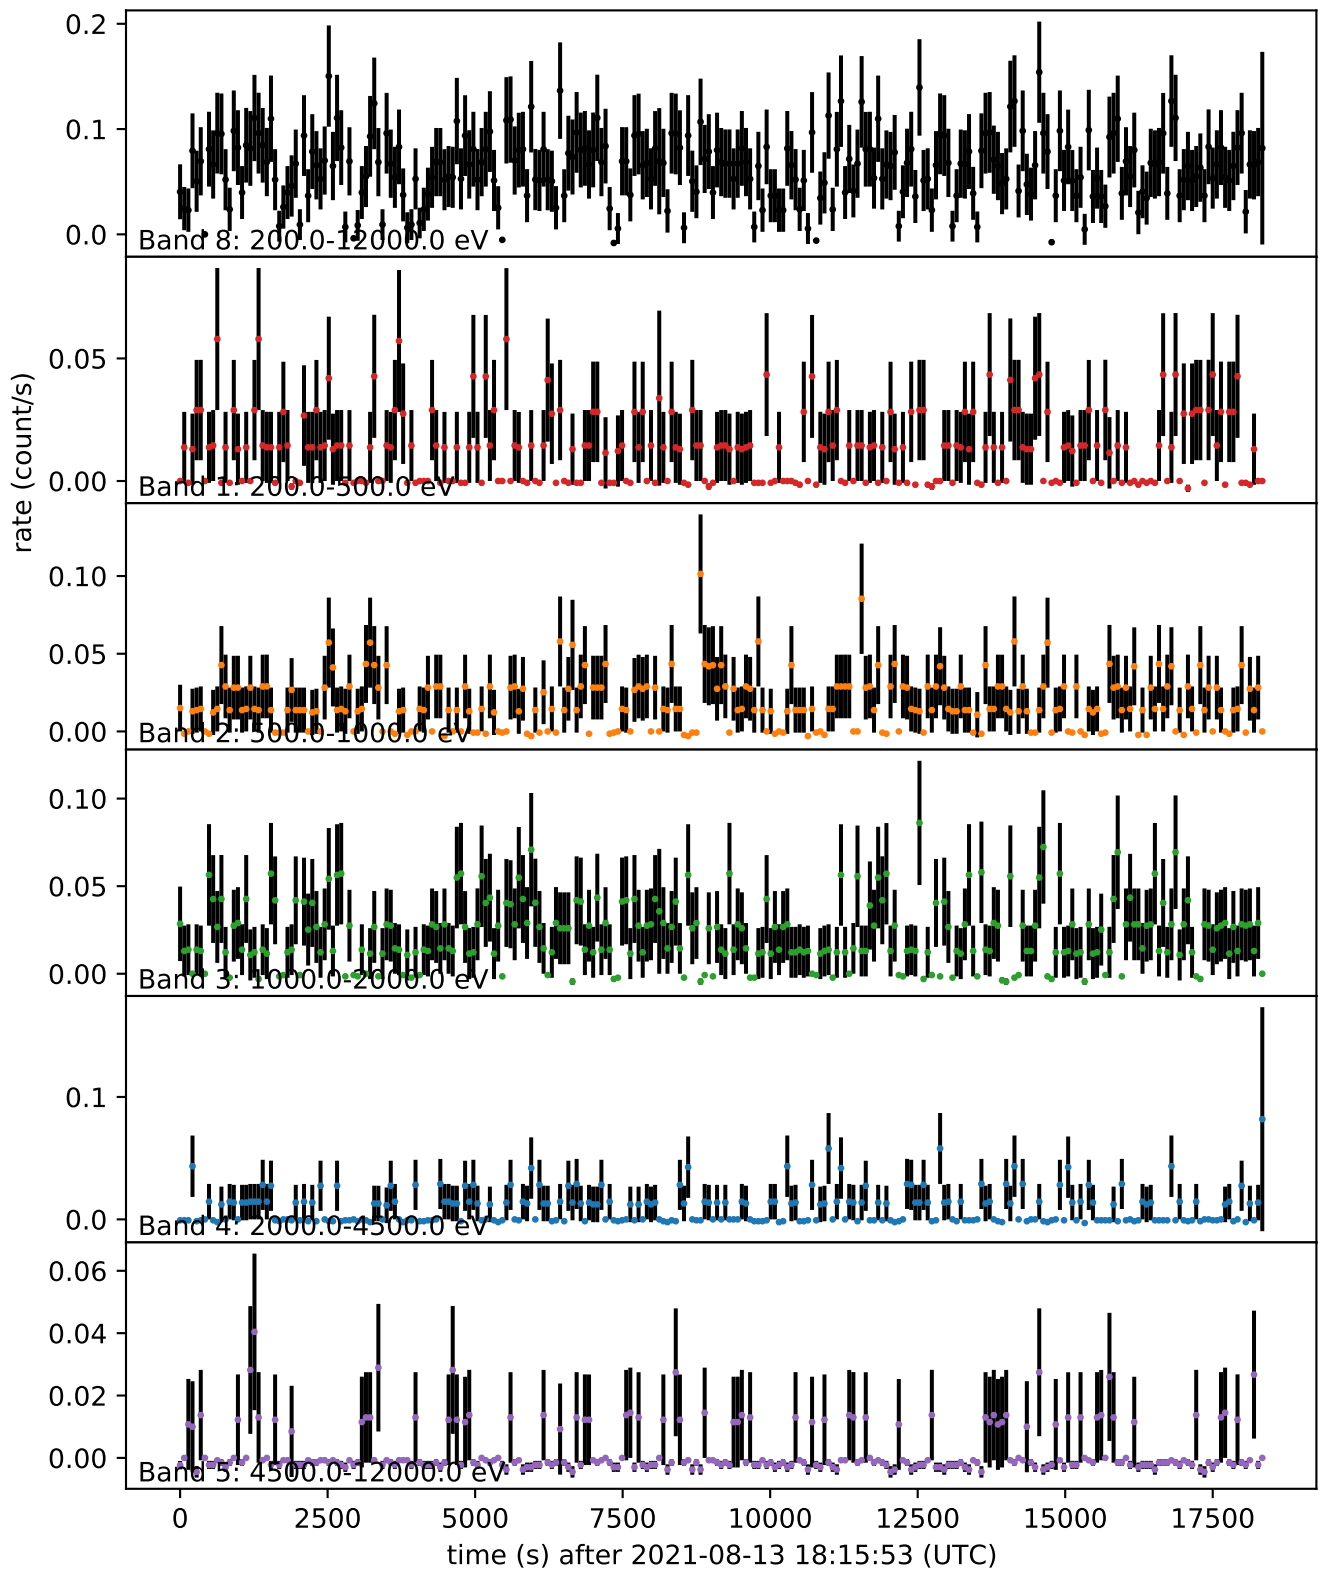 0.2
0.1
0.0
Band 8: 200.0-12000.0 eV
0.05
0.00
Band 1: 200.0-500.0 eV
rate (count/s)
0.10
0.05
0.00
Band 2: 500.0-1000.0 eV
0.10
0.05
0.00
Band 3: 1000.0-2000.0 eV
0.1
0.0
Band 4: 2000.0-4500.0 eV
0.06
0.04
0.02
0.00
Band 5: 4500.0-12000.0 eV
0 2500 5000 7500 10000 12500 15000 17500
time (s) after 2021-08-13 18:15:53 (UTC)